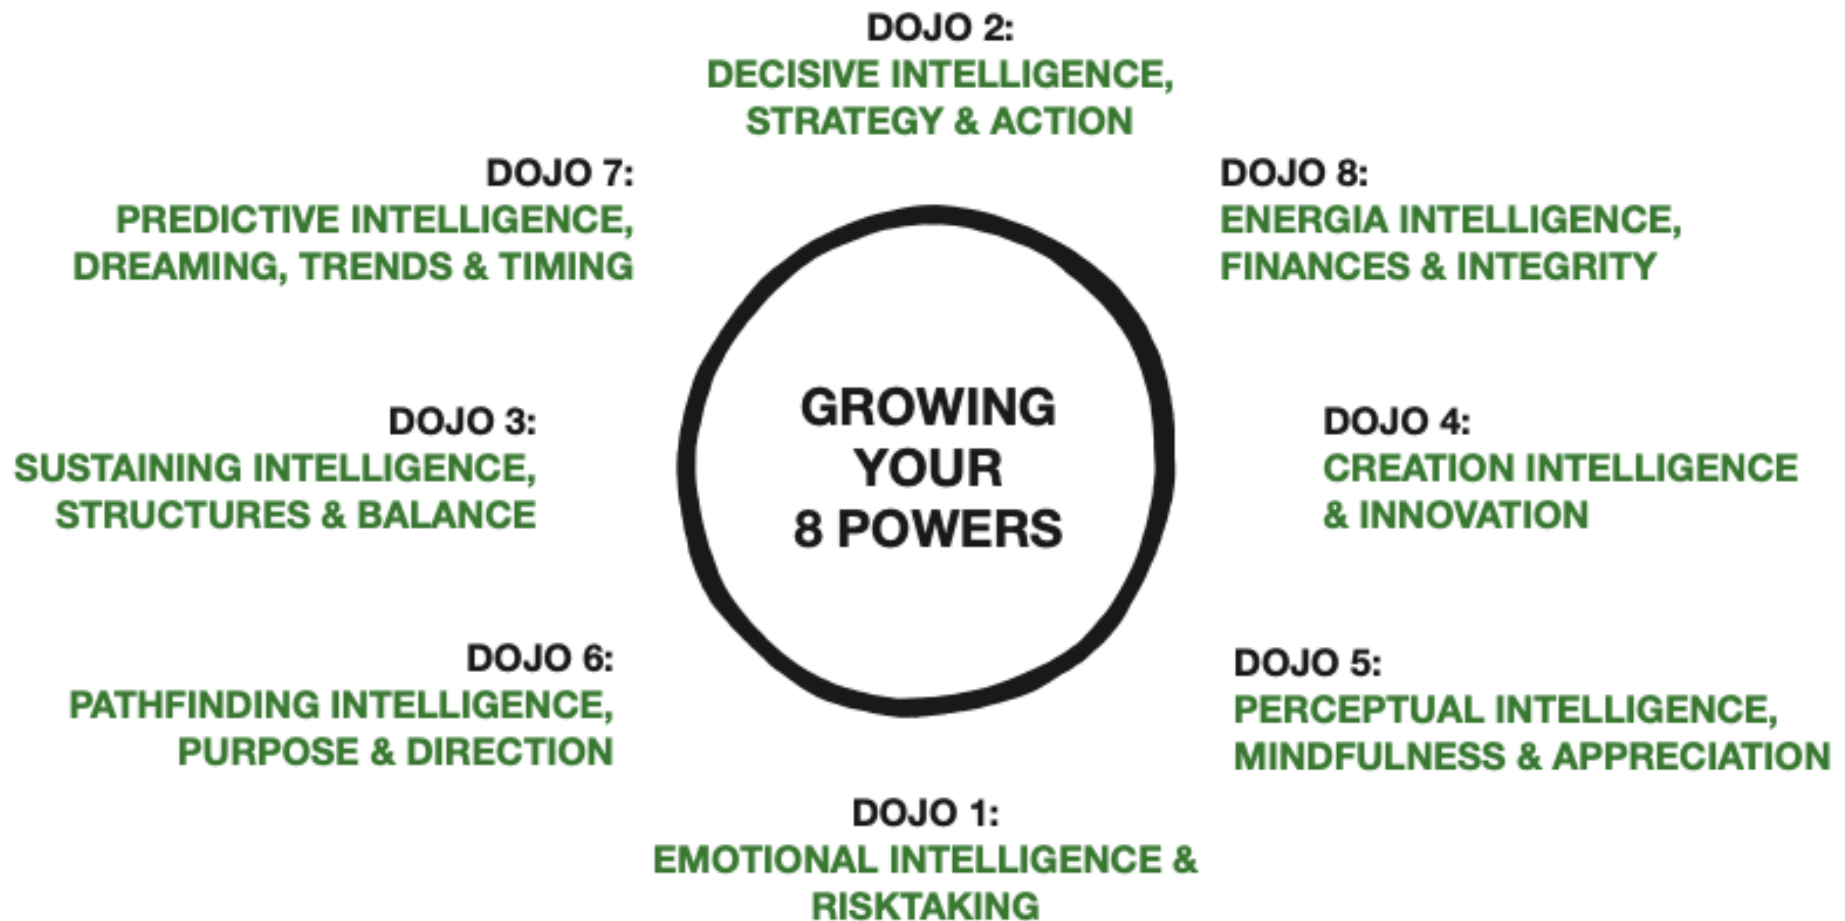 DOJO 2:
DECISIVE INTELLIGENCE,
STRATEGY & ACTION
DOJO 7:
PREDICTIVE INTELLIGENCE,
DREAMING, TRENDS & TIMING
DOJO 8:
ENERGIA INTELLIGENCE,
FINANCES & INTEGRITY
GROWING
YOUR
8 POWERS
DOJO 3:
SUSTAINING INTELLIGENCE,
STRUCTURES & BALANCE
DOJO 4:
CREATION INTELLIGENCE
& INNOVATION
DOJO 6:
PATHFINDING INTELLIGENCE,
PURPOSE & DIRECTION
DOJO 5:
PERCEPTUAL INTELLIGENCE,
MINDFULNESS & APPRECIATION
DOJO 1:
EMOTIONAL INTELLIGENCE &
RISKTAKING